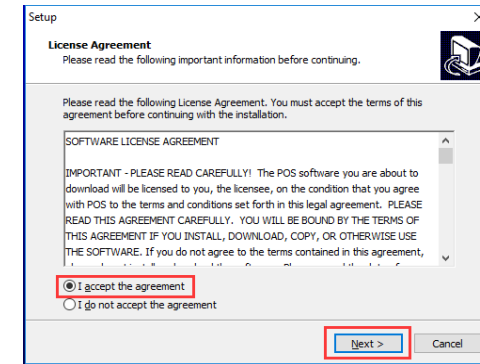 Setup
License Agreement
Please read the following important information before continuing.
Please read the following License Agreement. You must accept the terms of this
agreement before continuing with the installation.
SOFTWARE LICENSE AGREEMENT
IMPORTANT - PLEASE READ CAREFULLY! The POS software you are about to
download will be licensed to you, the licensee, on the condition that you agree
with POS to the terms and conditions set forth in this legal agreement. PLEASE
READ THIS AGREEMENT CAREFULLY. YOU WILL BE BOUND BY THE TERMS OF
THIS AGREEMENT IF YOU INSTALL, DOWNLOAD, COPY, OR OTHERWISE USE
THE SOFTWARE. If you do not agree to the terms contained in this agreement,
I accept the agreement
I do not accept the agreement
Next >
Cancel